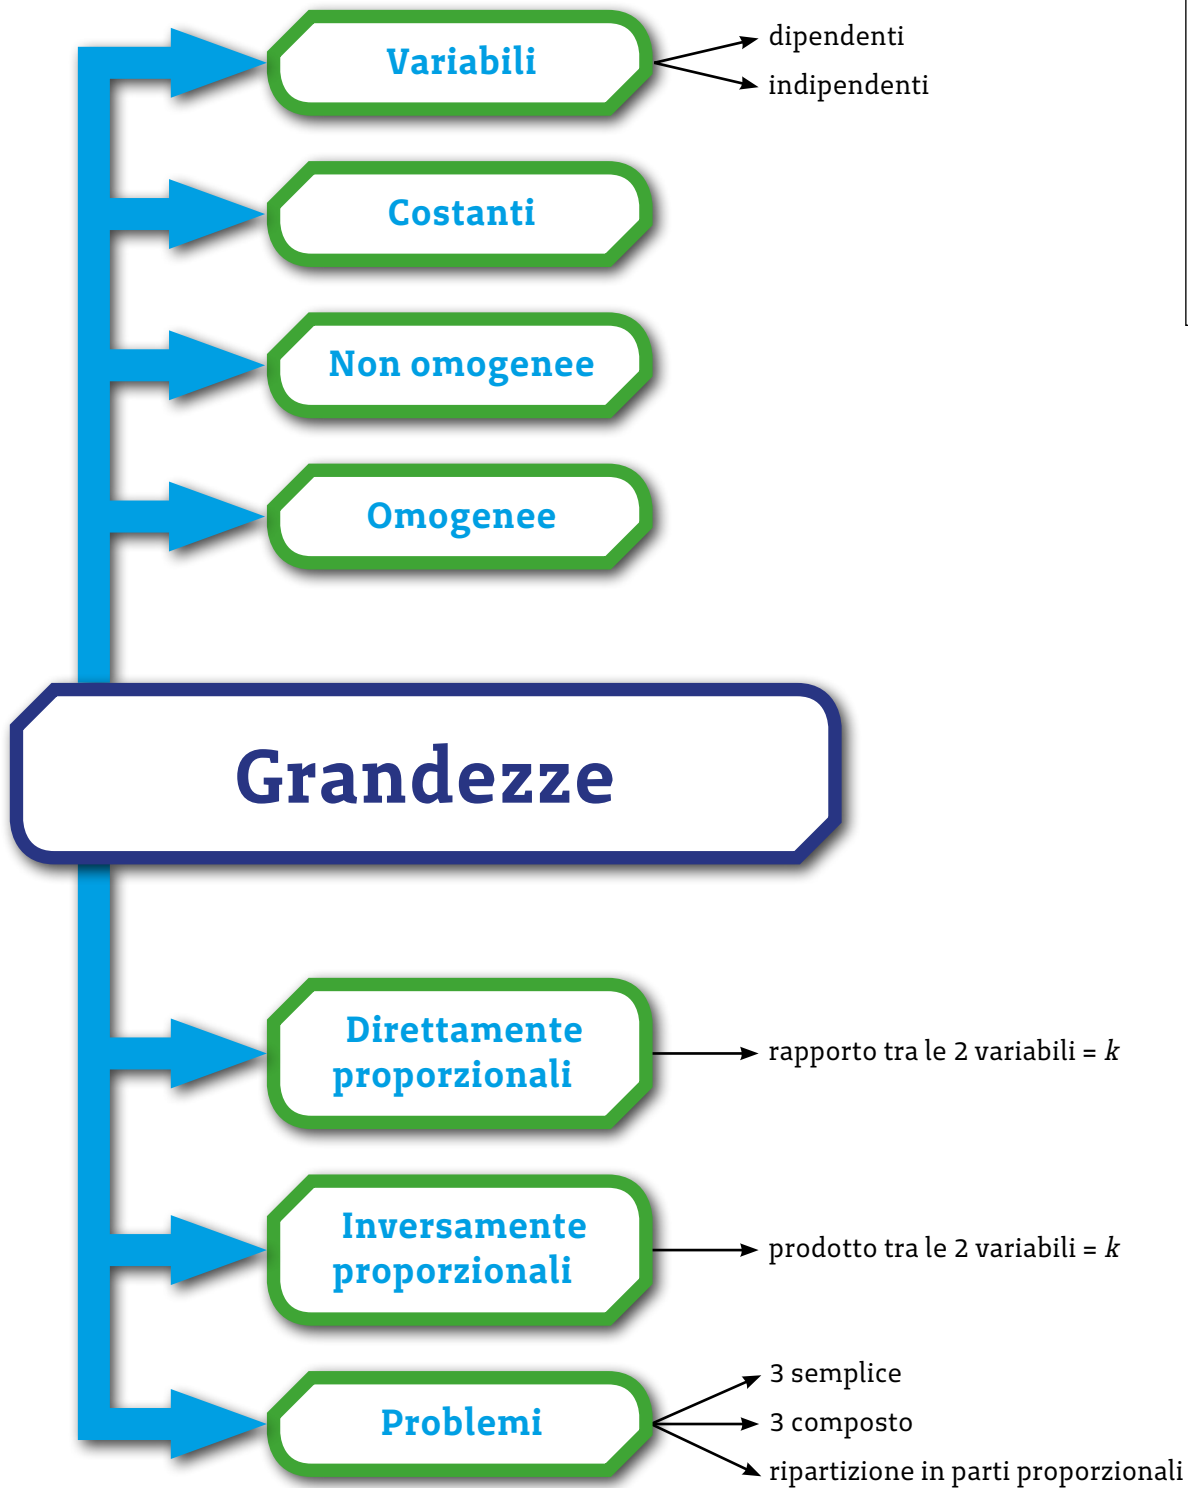 Variabili
dipendenti
indipendenti
Costanti
Non omogenee
Omogenee
Grandezze
Direttamente
proporzionali
rapporto tra le 2 variabili = k
Inversamente
proporzionali
prodotto tra le 2 variabili = k
Problemi
3 semplice
3 composto
ripartizione in parti proporzionali